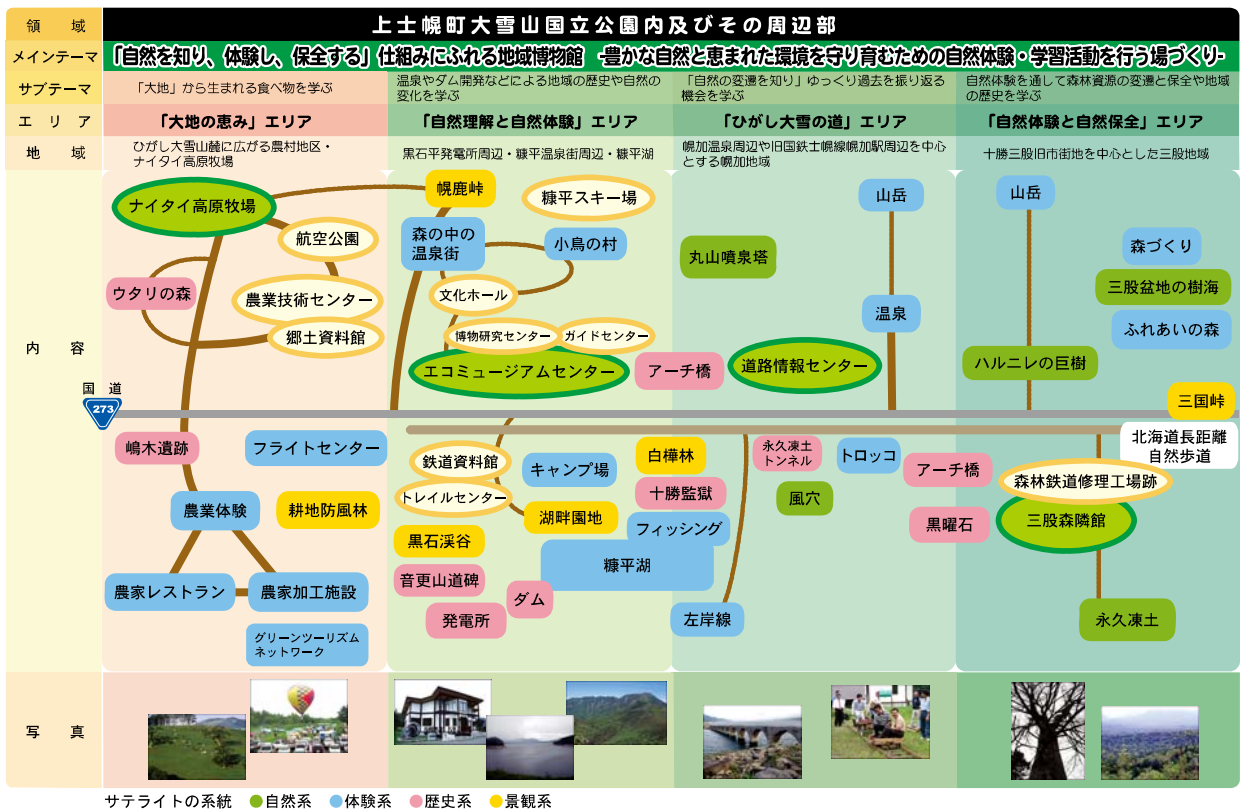 領域
上士幌町大雪山国立公園内及びその周辺部
メインテーマ
「自然を知り、体験し、保全する」仕組みにふれる地域博物館 -豊かな自然と恵まれた環境を守り育むための自然体験・学習活動を行う場づくり-
サブテーマ
「大地」から生まれる食べ物を学ぶ
温泉やダム開発などによる地域の歴史や自然の
変化を学ぶ
「自然の変遷を知り」ゆっくり過去を振り返る
機会を学ぶ
自然体験を通して森林資源の変遷と保全や地域
の歴史を学ぶ
エリア
「大地の恵み」エリア
「自然理解と自然体験」エリア
「ひがし大雪の道」エリア
「自然体験と自然保全」エリア
地域
ひがし大雪山麓に広がる農村地区・
ナイタイ高原牧場
黒石平発電所周辺・糠平温泉街周辺・糠平湖
幌加温泉周辺や旧国鉄士幌線幌加駅周辺を中心
とする幌加地域
十勝三股旧市街地を中心とした三股地域
内容
ナイタイ高原牧場
航空公園
ウタリの森
農業技術センター
郷土資料館
幌鹿峠
糠平スキー場
森の中の
温泉街
小鳥の村
文化ホール
博物研究センター
ガイドセンター
エコミュージアムセンター
アーチ橋
山岳
丸山噴泉塔
温泉
道路情報センター
山岳
森づくり
三股盆地の樹海
ふれあいの森
ハルニレの巨樹
三国峠
国道
273
北海道長距離
自然歩道
嶋木遺跡
フライトセンター
農業体験
耕地防風林
農家レストラン
農家加工施設
グリーンツーリズム
ネットワーク
鉄道資料館
トレイルセンター
キャンプ場
白樺林
十勝監獄
湖畔園地
フィッシング
黒石渓谷
糠平湖
音更山道碑
ダム
発電所
永久凍土
トンネル
トロッコ
風穴
左岸線
アーチ橋
森林鉄道修理工場跡
黒曜石
三股森隣館
永久凍土
写真
サテライトの系統
自然系
体験系
歴史系
景観系